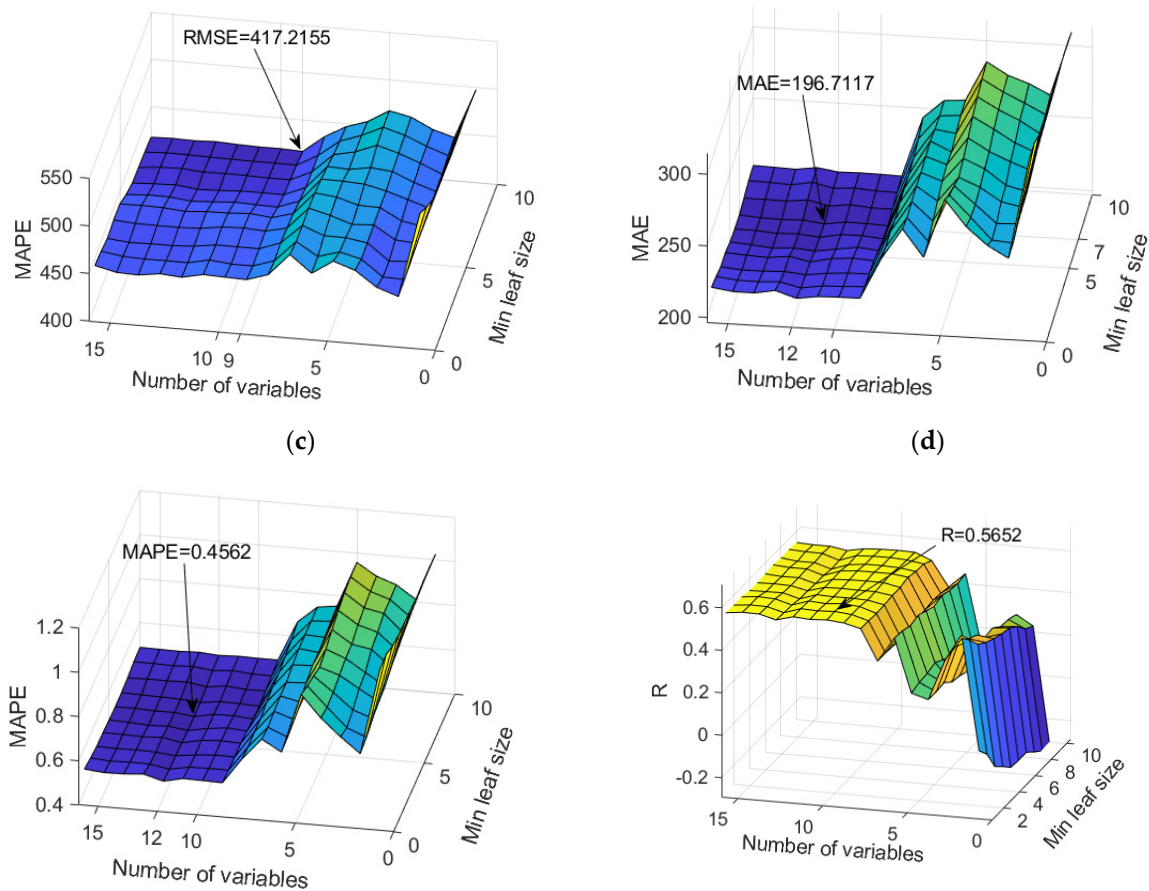 RMSE=417.2155
550
500
450
400
MAPE
15
10
9
5
0
Number of variables
0
5
10
Min leaf size
(c)
MAE=196.7117
300
250
200
MAE
15
12
10
5
0
Number of variables
0
5
7
10
Min leaf size
(d)
MAPE=0.4562
1.2
1
0.8
0.6
0.4
MAPE
15
12
10
5
0
Number of variables
0
5
10
Min leaf size
R=0.5652
0.6
0.4
0.2
0
-0.2
R
15
10
5
0
Number of variables
2
4
6
8
10
Min leaf size